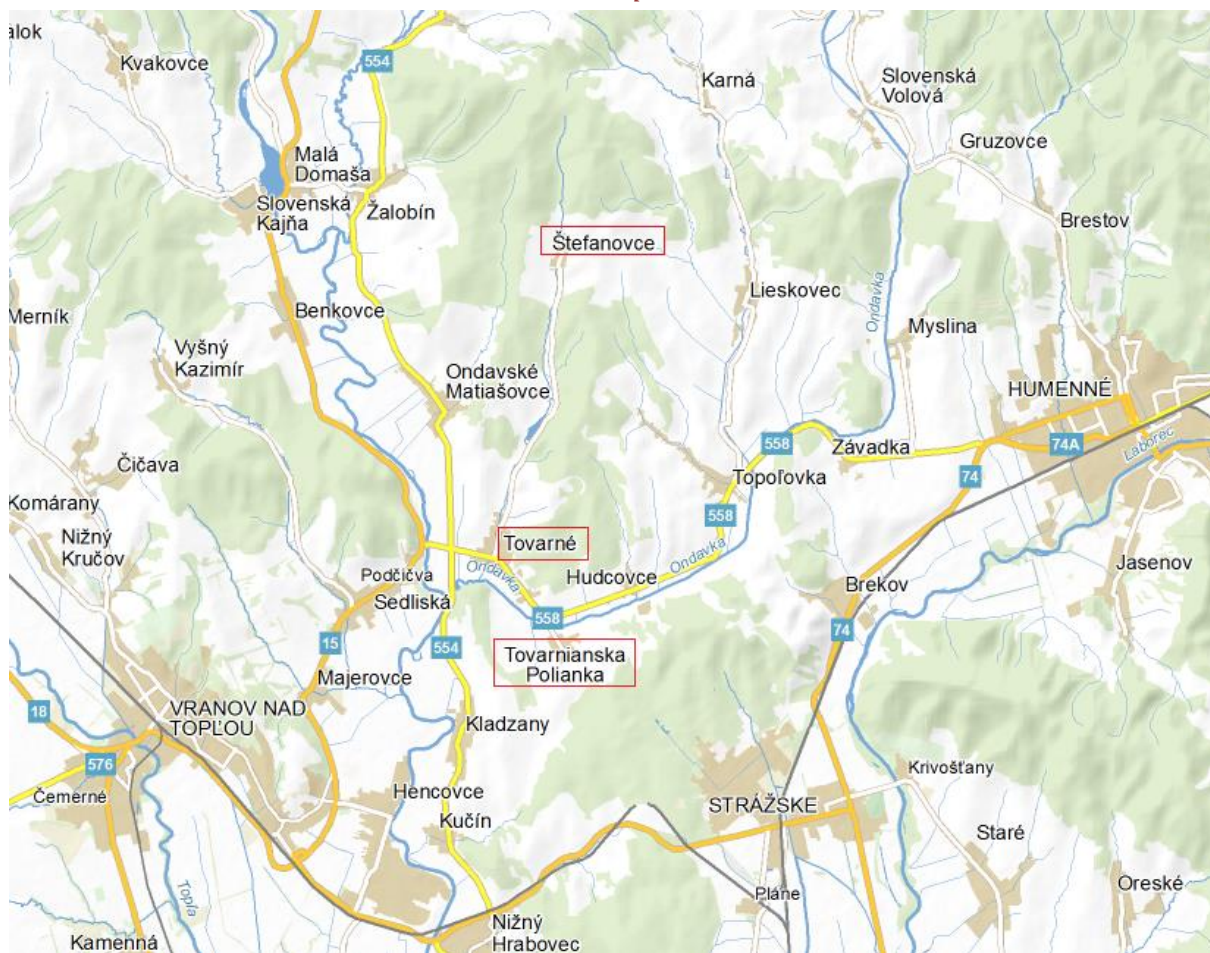 alok
Kvakovce
554
Karná
Slovenská
Volová
Gruzovce
Malá
Domaša
Slovenská
Kajňa
Žalobín
Brestov
Štefanovce
Ondavka
Lieskovec
Benkovce
Merník
Myslina
Vyšný
Kazimír
Ondavské
Matiašovce
HUMENNÉ
558
Závadka
74A
Laborec
Čičava
74
Topoľovka
Komárany
558
Nižný
Kručov
Tovarné
Ondavka
Ondavka
Podčičva
Hudcovce
Jasenov
Sedliská
Brekov
558
15
554
74
Tovarnianska
Polianka
Majerovce
18
VRANOV NAD
TOPĽOU
Kladzany
576
Krivošťany
Čemerné
Hencovce
STRÁŽSKE
Kučín
Staré
Topľa
Pláne
Oreské
Nižný
Hrabovec
Kamenná